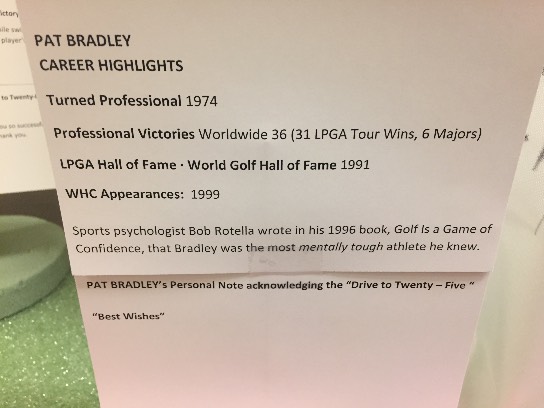 PAT BRADLEY
CAREER HIGHLIGHTS
Turned Professional 1974
Professional Victories Worldwide 36 (31 LPGA Tour Wins, 6 Majors)
LPGA Hall of Fame · World Golf Hall of Fame 1991
WHC Appearances: 1999
Sports psychologist Bob Rotella wrote in his 1996 book, Golf Is a Game of
Confidence, that Bradley was the most mentally tough athlete he knew.
PAT BRADLEY's Personal Note acknowledging the "Drive to Twenty – Five "
"Best Wishes"
to Twenty-